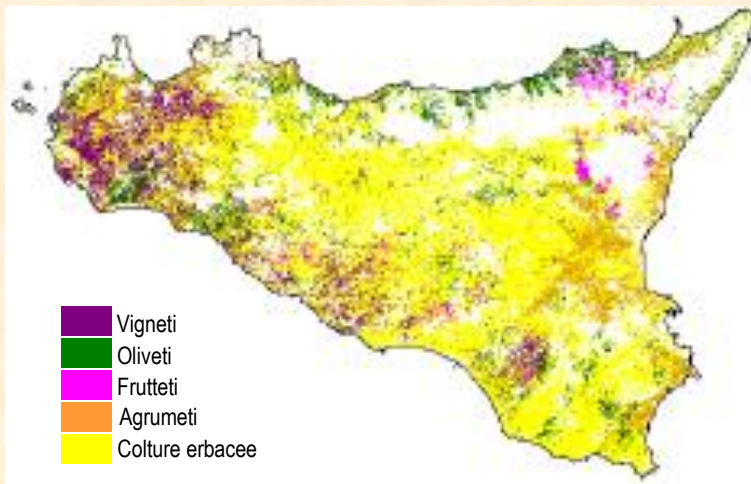 Vigneti
Oliveti
Frutteti
Agrumeti
Colture erbacee